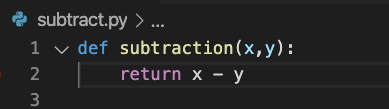 subtract.py > ...
1 def subtraction(x,y):
2 return x - y
3